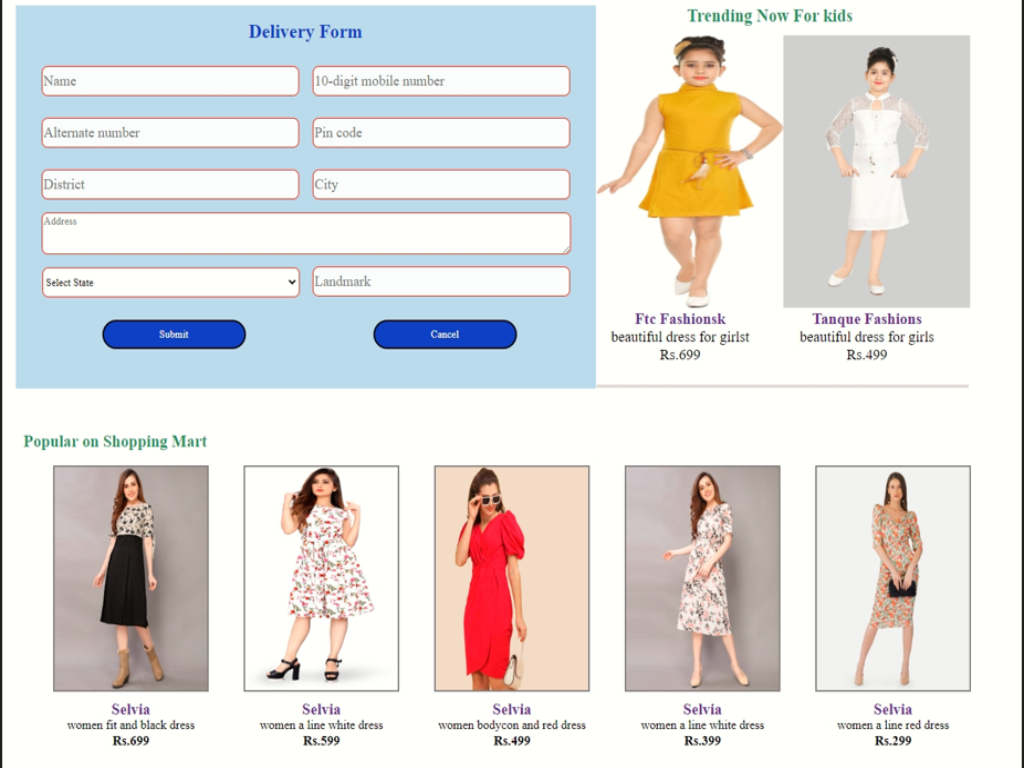 Delivery Form
Name
10-digit mobile number
Alternate number
Pin code
District
City
Address
Select State
Landmark
Submit
Cancel
Trending Now For kids
Ftc Fashionsk
beautiful dress for girlst
Rs.699
Tanque Fashions
beautiful dress for girls
Rs.499
Popular on Shopping Mart
Selvia
women fit and black dress
Rs.699
Selvia
women a line white dress
Rs.599
Selvia
women bodycon and red dress
Rs.499
Selvia
women a line white dress
Rs.399
Selvia
women a line red dress
Rs.299